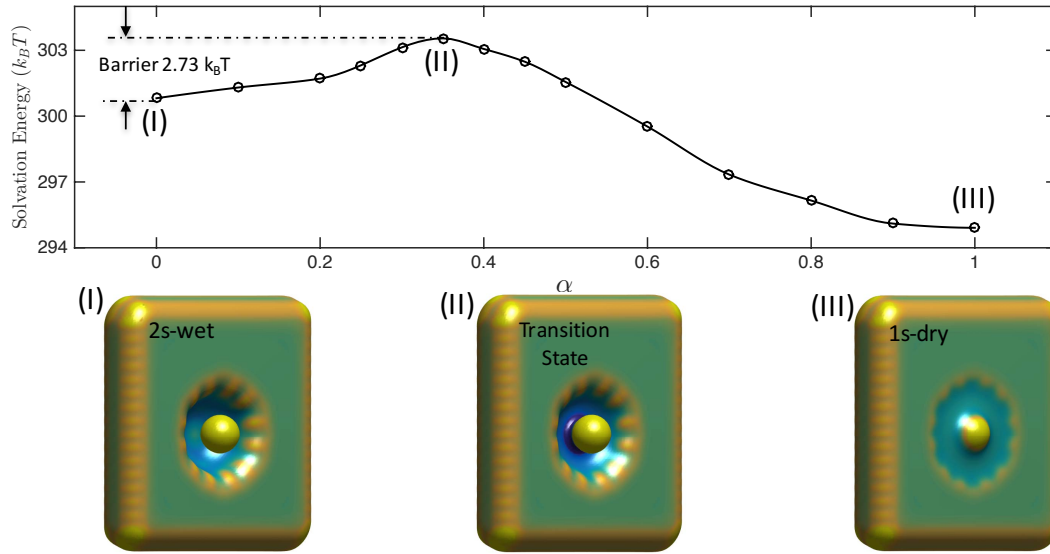 Solvation Energy (k_BT)
303
300
297
294
Barrier 2.73 k_BT
(I)
(II)
(III)
0
0.2
0.4
0.6
0.8
1
α
(I)
2s-wet
(II)
Transition
State
(III)
1s-dry